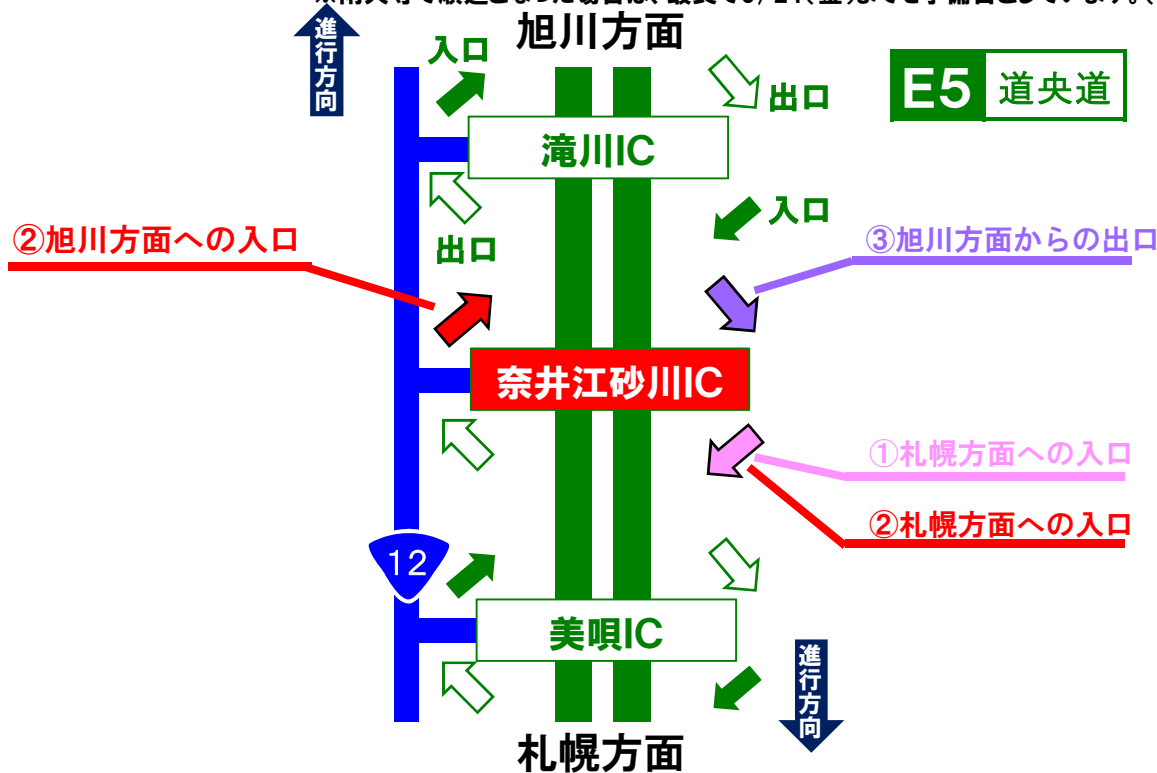 旭川方面
進行方向
入口
E5 道央道
出口
滝川IC
入口
②旭川方面への入口
出口
③旭川方面からの出口
奈井江砂川IC
①札幌方面への入口
②札幌方面への入口
12
美唄IC
進行方向
札幌方面